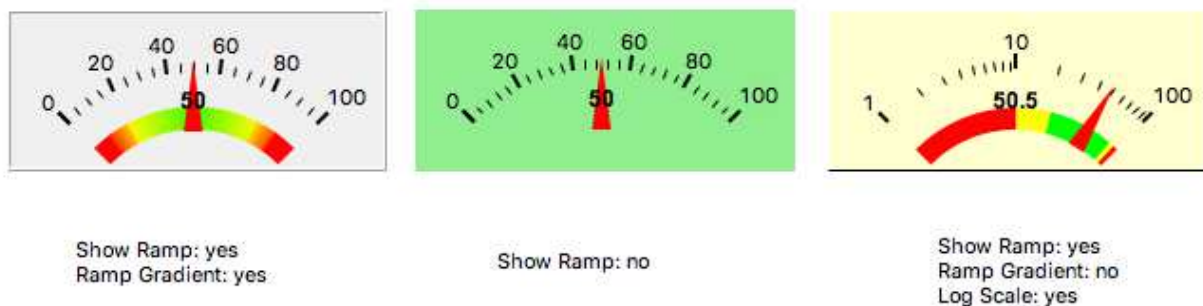 0 20 40 60 80 100
50
0 20 40 60 80 100
50
1 10 100
50.5
Show Ramp: yes
Ramp Gradient: yes
Show Ramp: no
Show Ramp: yes
Ramp Gradient: no
Log Scale: yes